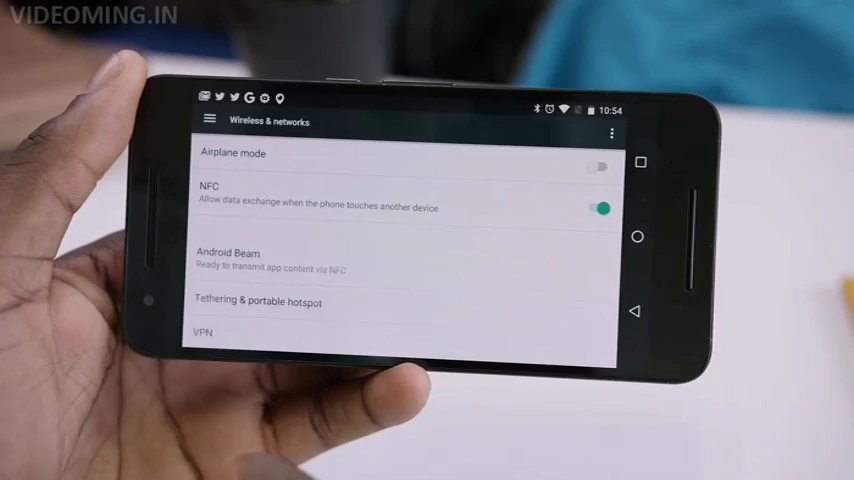 VIDEOMING.IN
10:54
Wireless & networks
Airplane mode
NFC
Allow data exchange when the phone touches another device
Android Beam
Ready to transmit app content via NFC
Tethering & portable hotspot
VPN